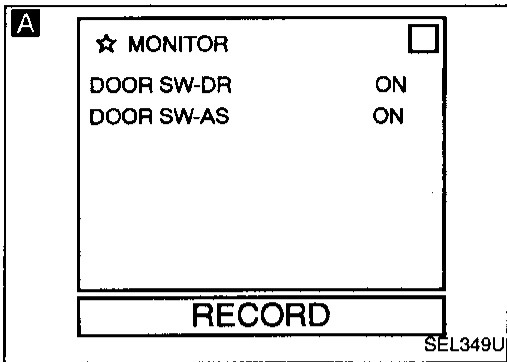 A
☆ MONITOR
DOOR SW-DR ON
DOOR SW-AS ON
RECORD
SEL349U